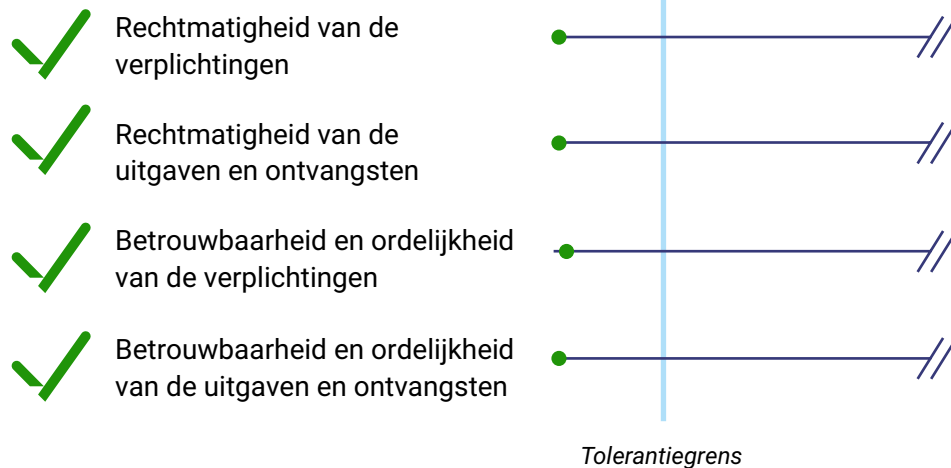 Rechtmatigheid van de
verplichtingen
Rechtmatigheid van de
uitgaven en ontvangsten
Betrouwbaarheid en ordelijkheid
van de verplichtingen
Betrouwbaarheid en ordelijkheid
van de uitgaven en ontvangsten
Tolerantiegrens